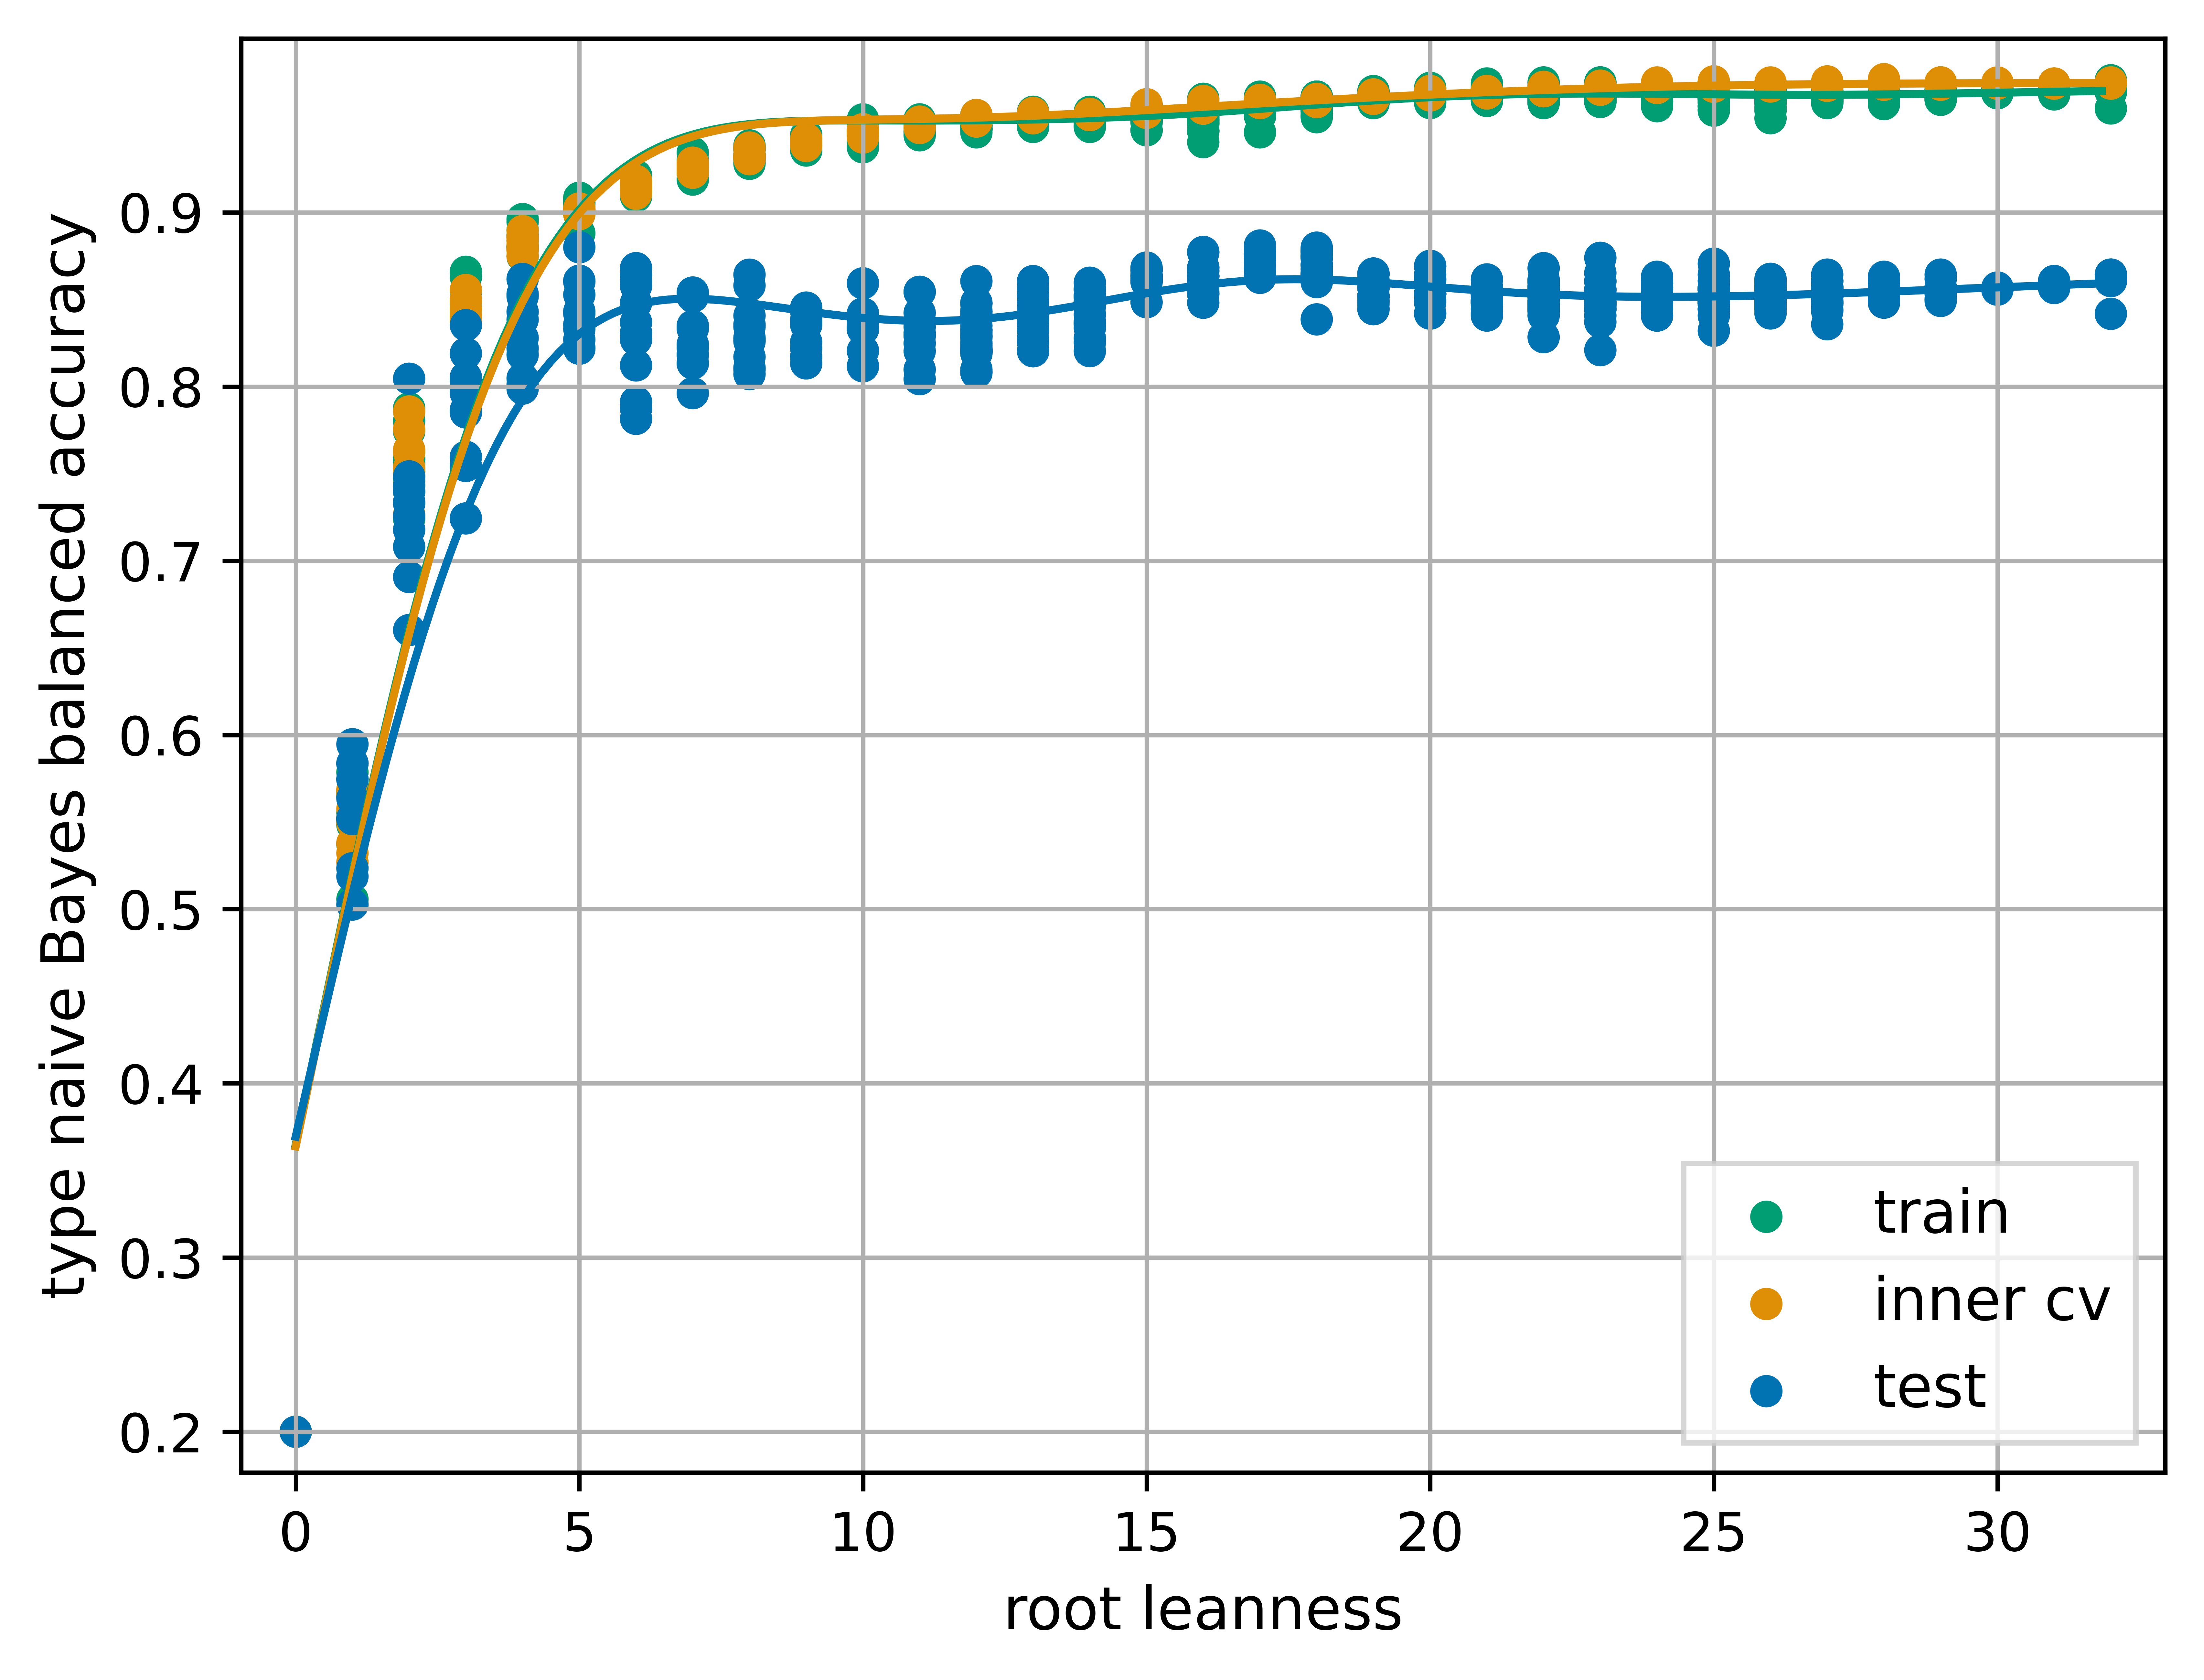 type naive Bayes balanced accuracy
0.9
0.8
0.7
0.6
0.5
0.4
0.3
0.2
train
inner cv
test
0 5 10 15 20 25 30
root leanness